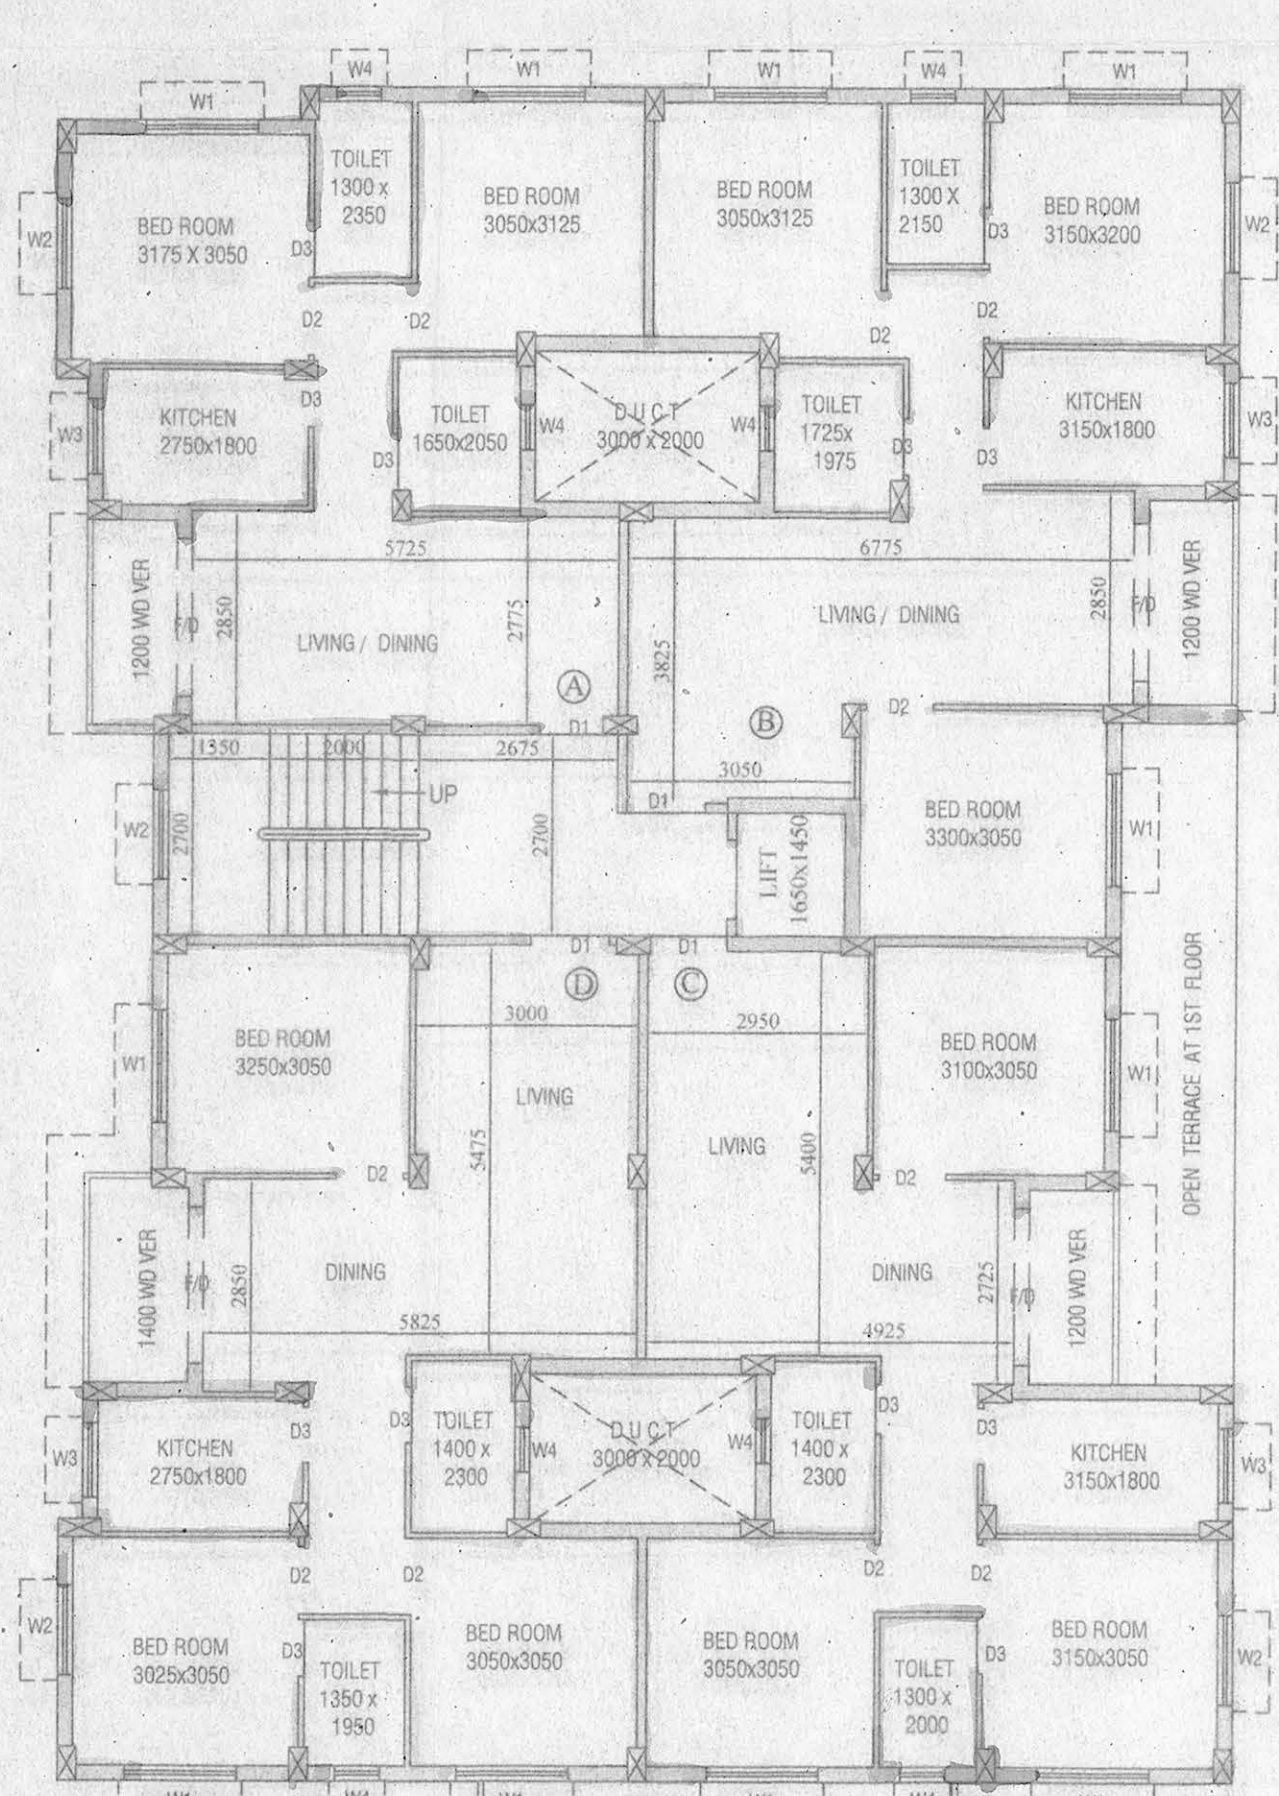 W4
W1
W1
W4
W1
W1
TOILET
1300 x
2350
BED ROOM
3050x3125
BED ROOM
3050x3125
TOILET
1300 X
2150
BED ROOM
3150x3200
BED ROOM
3175 X 3050
W2
D3
D3
W2
D2
D2
D2
D2
KITCHEN
2750x1800
W3
D3
TOILET
1650x2050
D3
W4
DUCT
3000 x 2000
W4
TOILET
1725x
1975
D3
D3
KITCHEN
3150x1800
W3
5725
6775
1200 WD VER
F/D
2850
LIVING / DINING
2775
A
D1
3825
LIVING / DINING
2850
F/D
1200 WD VER
B
D2
1350
2000
2675
UP
W2
2700
2700
3050
D1
LIFT
1650x1450
BED ROOM
3300x3050
W1
D1
D1
D
C
BED ROOM
3250x3050
W1
3000
2950
LIVING
5475
LIVING
5400
BED ROOM
3100x3050
W1
OPEN TERRACE AT 1ST FLOOR
D2
D2
1400 WD VER
F/D
2850
DINING
5825
DINING
4925
2725
F/D
1200 WD VER
KITCHEN
2750x1800
W3
D3
D3
TOILET
1400 x
2300
W4
DUCT
3000 x 2000
W4
TOILET
1400 x
2300
D3
D3
KITCHEN
3150x1800
W3
D2
D2
D2
D2
W2
BED ROOM
3025x3050
D3
TOILET
1350 x
1950
BED ROOM
3050x3050
BED ROOM
3050x3050
TOILET
1300 x
2000
D3
BED ROOM
3150x3050
W2